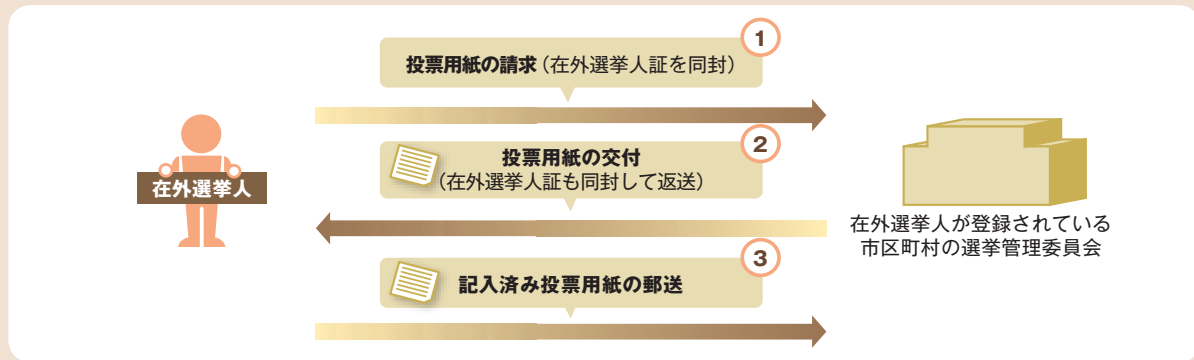 1
投票用紙の請求(在外選挙人証を同封)
2
投票用紙の交付
(在外選挙人証も同封して返送)
在外選挙人
在外選挙人が登録されている
市区町村の選挙管理委員会
3
記入済み投票用紙の郵送